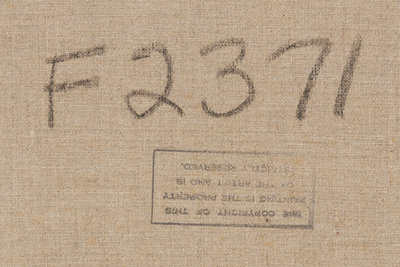 F2371
THE COPYRIGHT OF THIS
PAINTING IS THE PROPERTY
OF THE ARTIST AND IS
STRICTLY RESERVED.